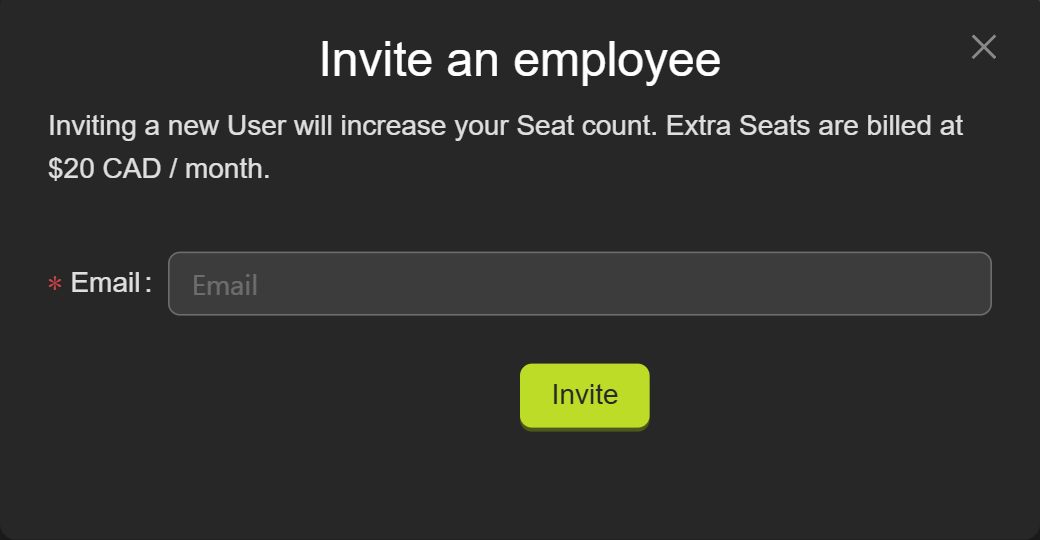 Invite an employee
Inviting a new User will increase your Seat count. Extra Seats are billed at
$20 CAD / month.
* Email :
Email
Invite